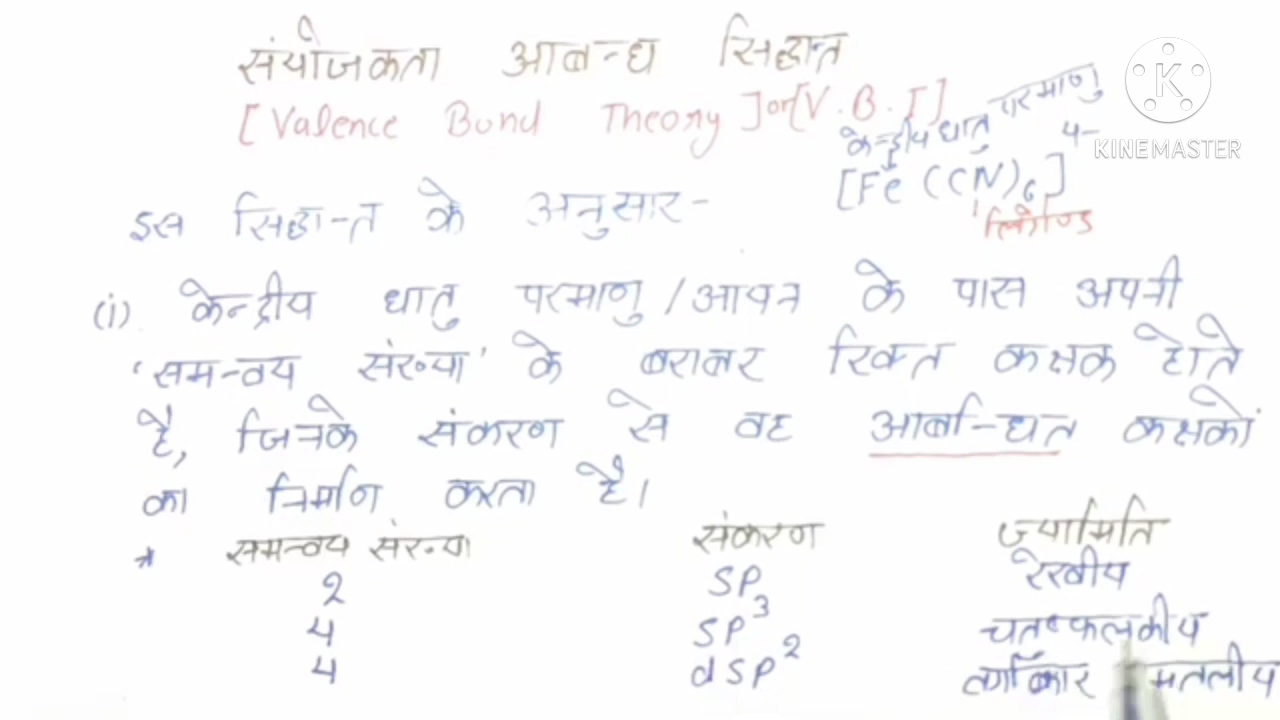 संयोजकता आबन्ध सिद्धान्त
[Valence Bond Theory] or [V.B.T]
केन्द्रीय धातु परमाणु
[Fe(CN)6]4-
लिगेण्ड
इस सिद्धान्त के अनुसार-
(i) केन्द्रीय धातु परमाणु/आयन के पास अपनी
'समन्वय संख्या' के बराबर रिक्त कक्षक होते
है, जिनके संकरण से वह आबन्धित कक्षकों
का निर्माण करता है।
* समन्वय संख्या संकरण ज्यामिति
2 SP रेखीय
4 SP3 चतुष्फलकीय
4 dSP2 वर्गाकार समतलीय
KINEMASTER